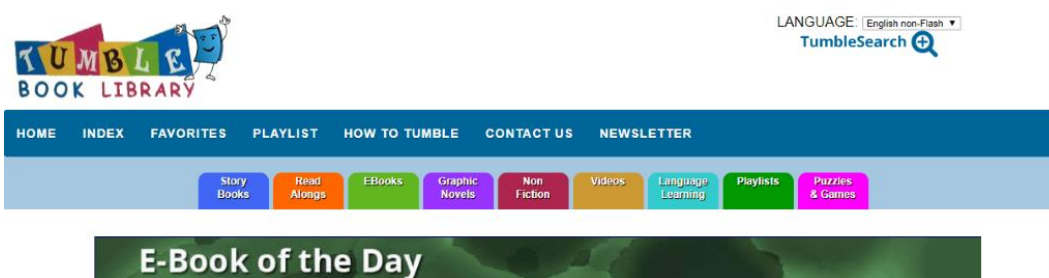 LANGUAGE: English non-Flash
TumbleSearch
TUMBLE
BOOK LIBRARY
HOME INDEX FAVORITES PLAYLIST HOW TO TUMBLE CONTACT US NEWSLETTER
Story Books
Read Alongs
EBooks
Graphic Novels
Non Fiction
Videos
Language Learning
Playlists
Puzzles & Games
E-Book of the Day